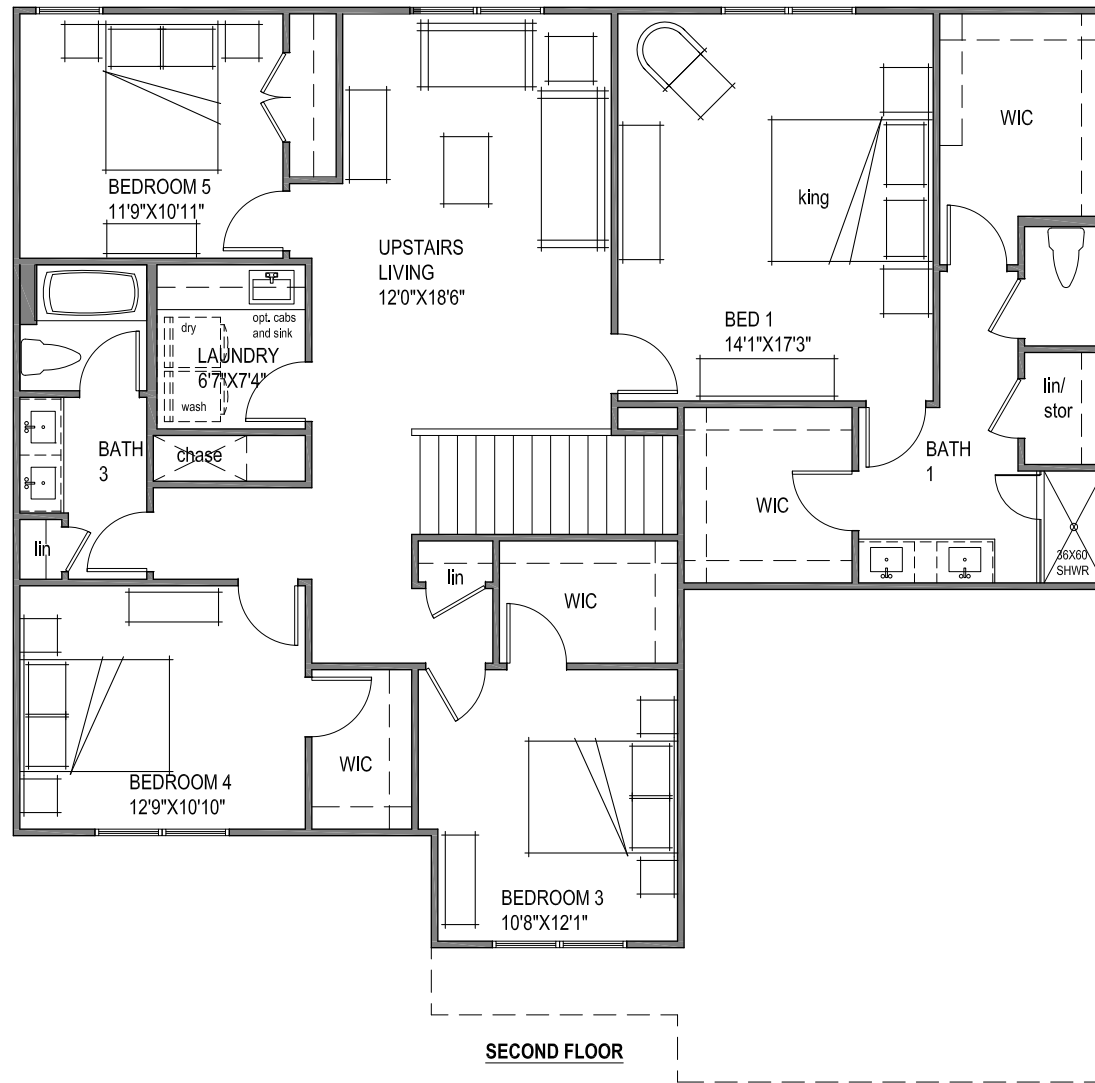 BEDROOM 5
11'9"X10'11"
UPSTAIRS
LIVING
12'0"X18'6"
king
BED 1
14'1"X17'3"
WIC
dry
opt. cabs
and sink
LAUNDRY
6'7"X7'4"
wash
lin/
stor
BATH
3
chase
BATH
1
WIC
36X60
SHWR
lin
lin
WIC
WIC
BEDROOM 4
12'9"X10'10"
BEDROOM 3
10'8"X12'1"
SECOND FLOOR